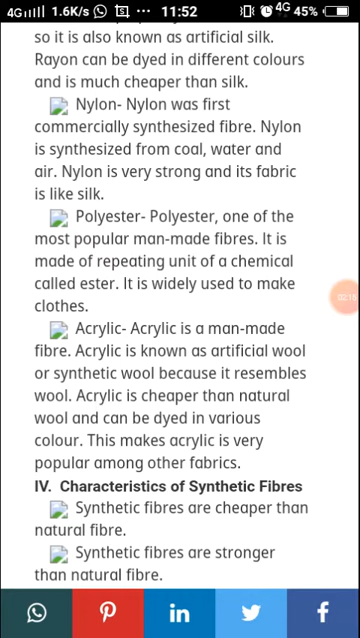 4G 1.6K/s ... 11:52 4G 45%
so it is also known as artificial silk.
Rayon can be dyed in different colours
and is much cheaper than silk.
Nylon- Nylon was first
commercially synthesized fibre. Nylon
is synthesized from coal, water and
air. Nylon is very strong and its fabric
is like silk.
Polyester- Polyester, one of the
most popular man-made fibres. It is
made of repeating unit of a chemical
called ester. It is widely used to make
clothes.
02:15
Acrylic- Acrylic is a man-made
fibre. Acrylic is known as artificial wool
or synthetic wool because it resembles
wool. Acrylic is cheaper than natural
wool and can be dyed in various
colour. This makes acrylic is very
popular among other fabrics.
IV. Characteristics of Synthetic Fibres
Synthetic fibres are cheaper than
natural fibre.
Synthetic fibres are stronger
than natural fibre.